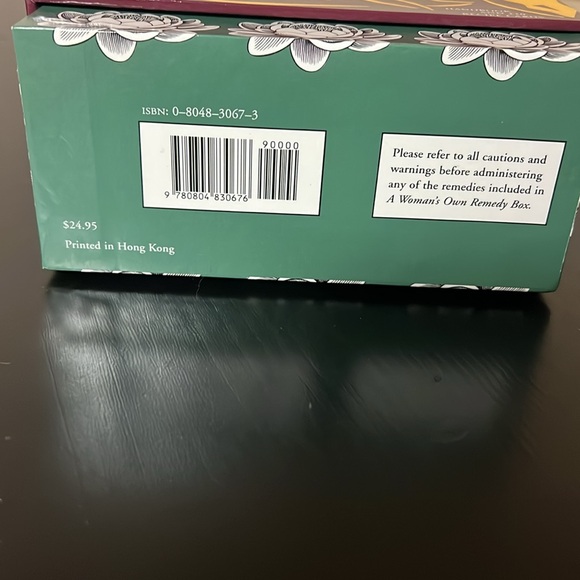 ISBN: 0–8048–3067–3
90000
9 780804 830676
Please refer to all cautions and
warnings before administering
any of the remedies included in
A Woman's Own Remedy Box.
$24.95
Printed in Hong Kong